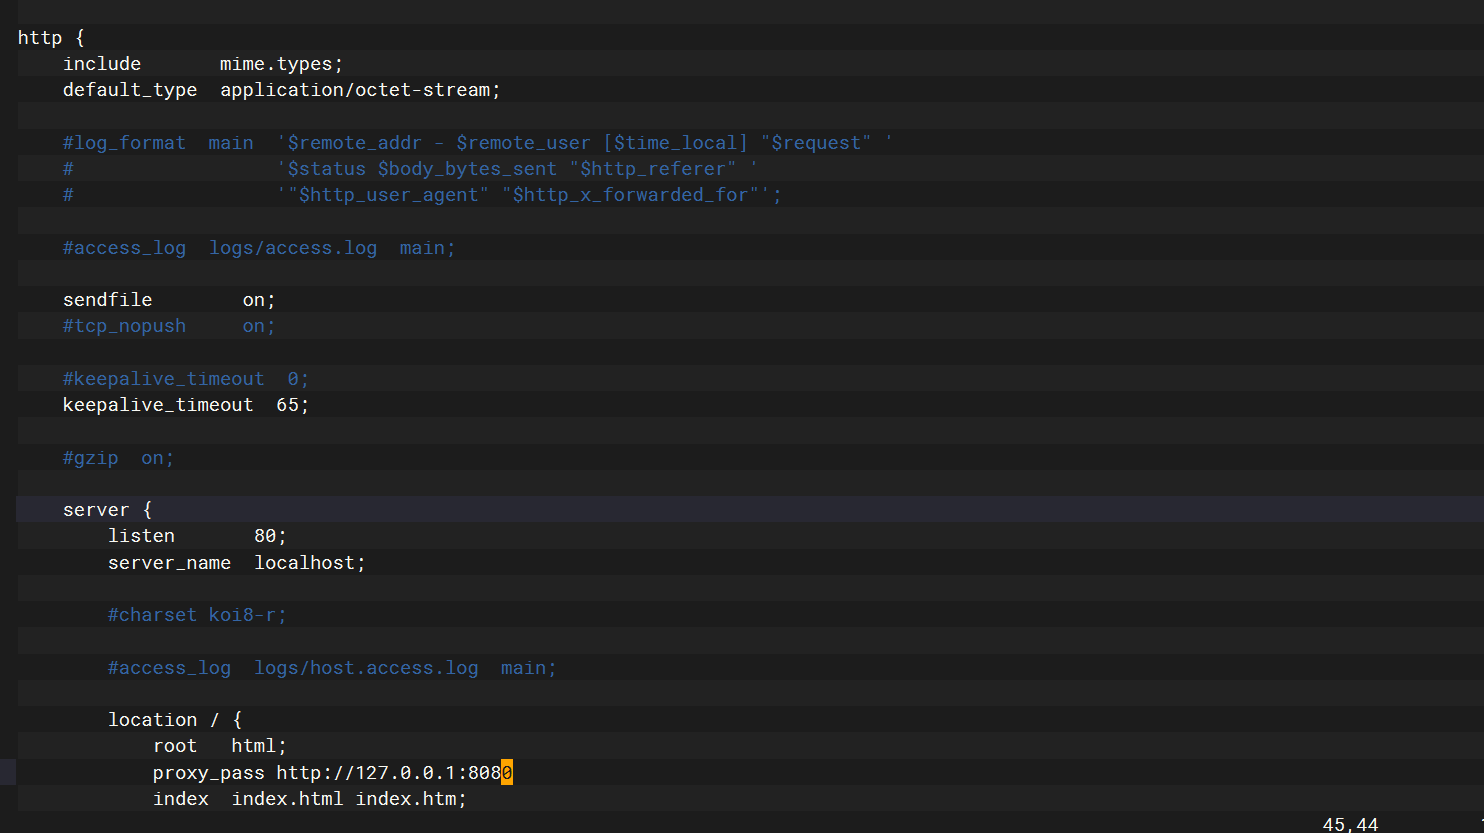 http {
    include       mime.types;
    default_type  application/octet-stream;
    #log_format  main  '$remote_addr - $remote_user [$time_local] "$request" '
    #                  '$status $body_bytes_sent "$http_referer" '
    #                  '"$http_user_agent" "$http_x_forwarded_for"';
    #access_log  logs/access.log  main;
    sendfile        on;
    #tcp_nopush     on;
    #keepalive_timeout  0;
    keepalive_timeout  65;
    #gzip  on;
    server {
        listen       80;
        server_name  localhost;
        #charset koi8-r;
        #access_log  logs/host.access.log  main;
        location / {
            root   html;
            proxy_pass http://127.0.0.1:8080
            index  index.html index.htm;
45,44